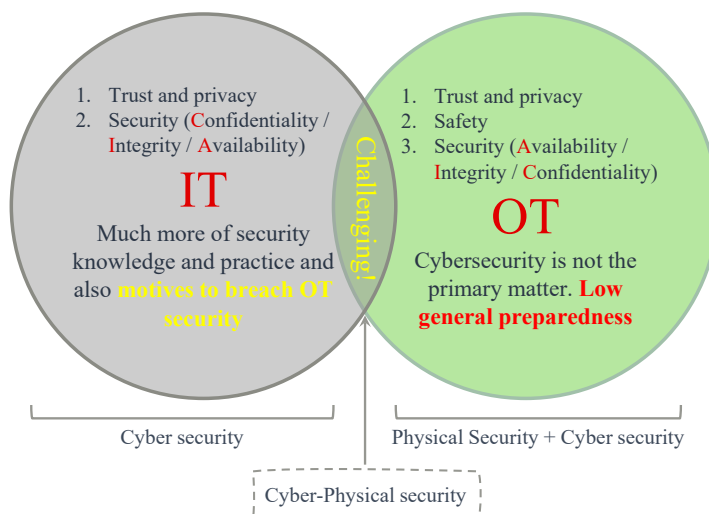 1. Trust and privacy
2. Security (Confidentiality /
Integrity / Availability)
IT
Much more of security
knowledge and practice and
also motives to breach OT
security
Challenging!
1. Trust and privacy
2. Safety
3. Security (Availability /
Integrity / Confidentiality)
OT
Cybersecurity is not the
primary matter. Low
general preparedness
Cyber security
Physical Security + Cyber security
Cyber-Physical security